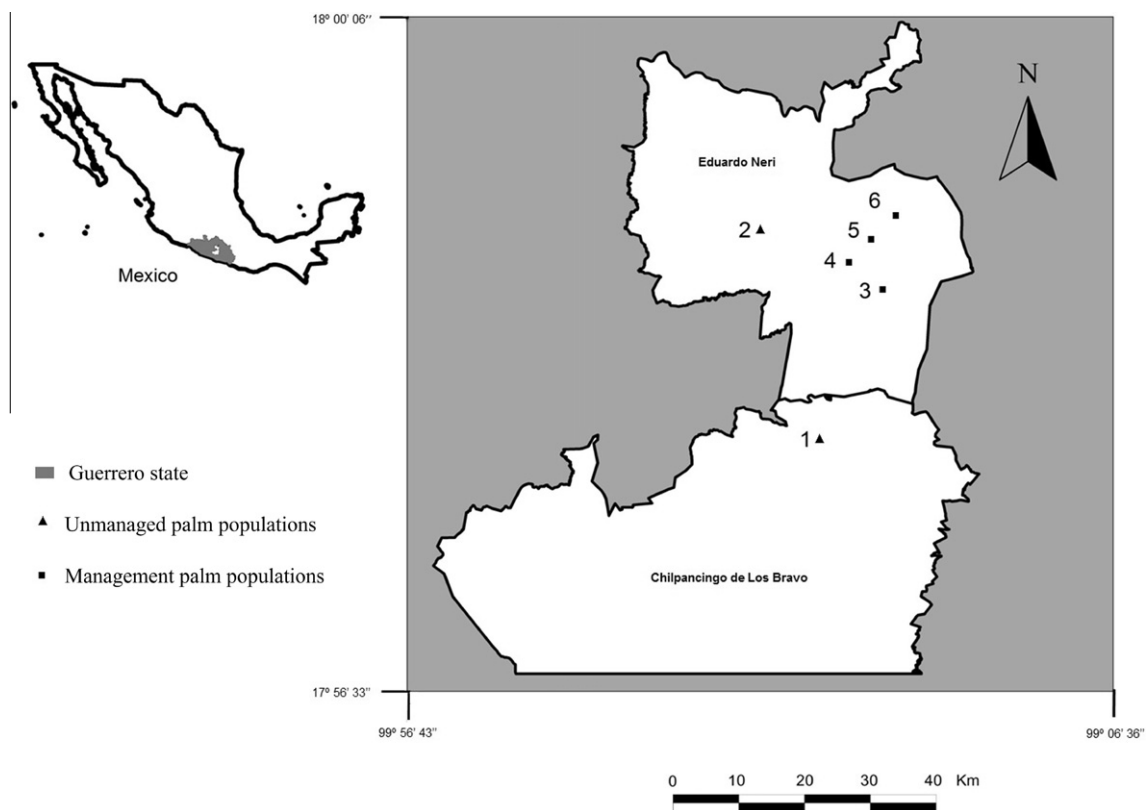 18º 00' 06''
N
Eduardo Neri
6
2
5
4
3
Mexico
1
Guerrero state
Unmanaged palm populations
Management palm populations
Chilpancingo de Los Bravo
17º 56' 33''
99º 56' 43''
99º 06' 36''
0 10 20 30 40 Km